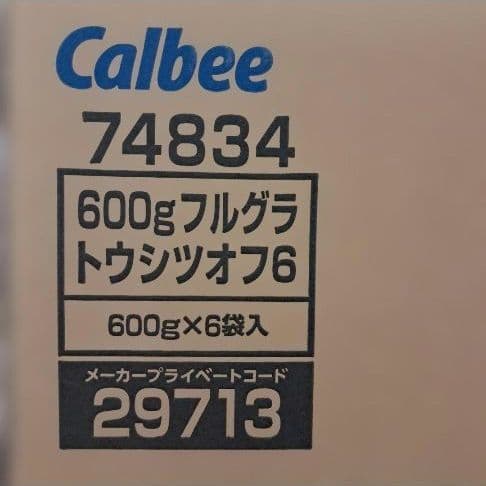 Calbee
74834
600gフルグラ
トウシツオフ6
600g×6袋入
メーカープライベートコード
29713